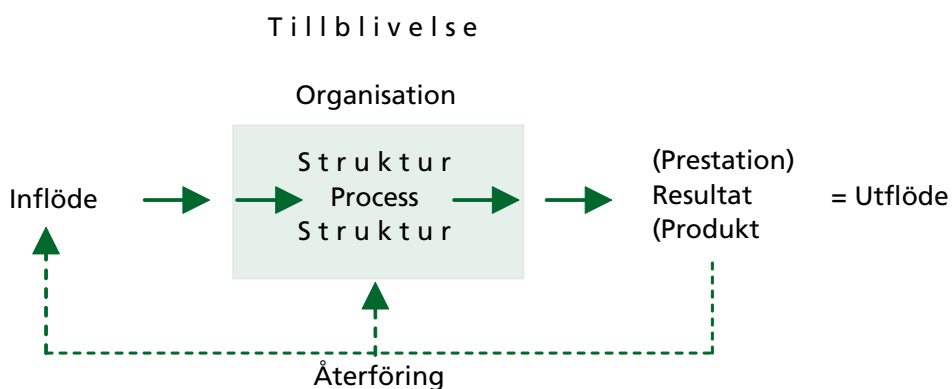 Tillblivelse
Organisation
Struktur
Inflöde
Process
Struktur
(Prestation)
Resultat
(Produkt
= Utflöde
Återföring